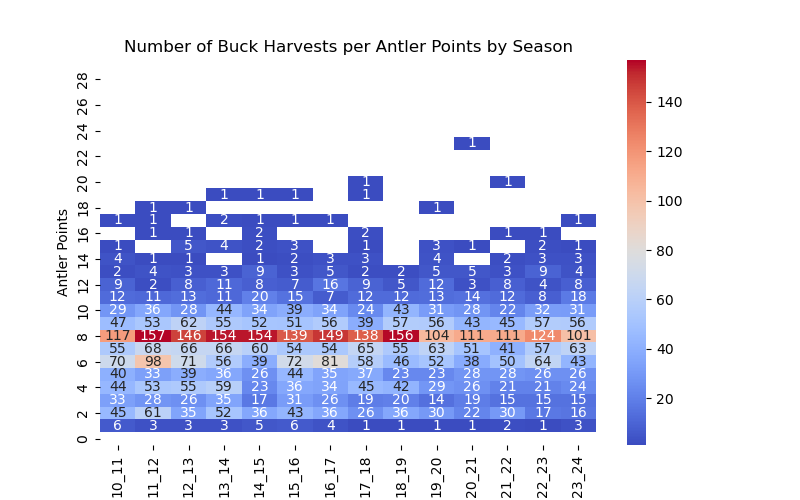 Number of Buck Harvests per Antler Points by Season
Antler Points
28
26
24
1
22
20 1 1
1 1 1 1
18 1 1 1
1 1 2 1 1 1 1
16 1 1 2 2 1 1
1 5 4 2 3 1 3 1 2 1
14 4 1 1 1 2 3 3 4 2 3 3
2 4 3 3 9 8 5 2 2 5 5 3 9 4
12 9 2 8 11 8 7 16 9 5 12 3 8 4 8
12 11 13 11 20 15 7 12 12 13 14 12 8 18
10 29 36 28 44 34 39 34 24 43 31 28 22 32 31
47 53 62 55 52 51 56 39 57 56 43 45 57 56
8 117 157 146 154 154 139 149 138 156 104 111 111 124 101
55 68 66 66 60 54 54 65 55 63 51 41 57 63
6 70 98 71 56 39 72 81 58 46 52 38 50 64 43
40 33 39 36 26 44 35 37 23 23 28 28 26 26
4 44 53 55 59 23 36 34 45 42 29 26 21 21 24
33 28 26 35 17 31 26 19 20 14 19 15 15 15
2 45 61 35 52 36 43 36 26 36 30 22 30 17 16
6 3 3 3 5 6 4 1 1 1 1 2 1 3
0
10_11 11_12 12_13 13_14 14_15 15_16 16_17 17_18 18_19 19_20 20_21 21_22 22_23 23_24
140
120
100
80
60
40
20